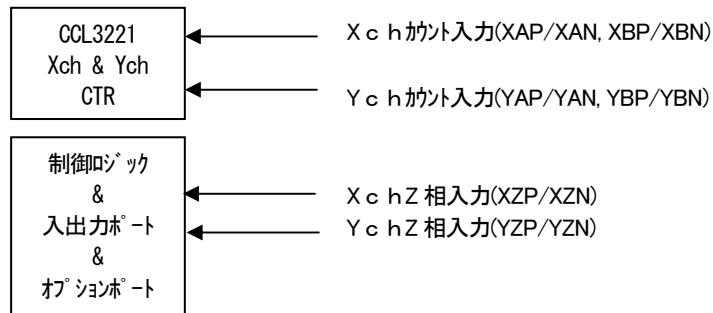 CCL3221
Xch & Ych
CTR
Xｃｈｶｳﾝﾄ入力(XAP/XAN, XBP/XBN)
Yｃｈｶｳﾝﾄ入力(YAP/YAN, YBP/YBN)
制御ﾛｼﾞｯｸ
&
入出力ﾎﾟｰﾄ
&
ｵﾌﾟｼｮﾝﾎﾟｰﾄ
XｃｈZ 相入力(XZP/XZN)
YｃｈZ 相入力(YZP/YZN)